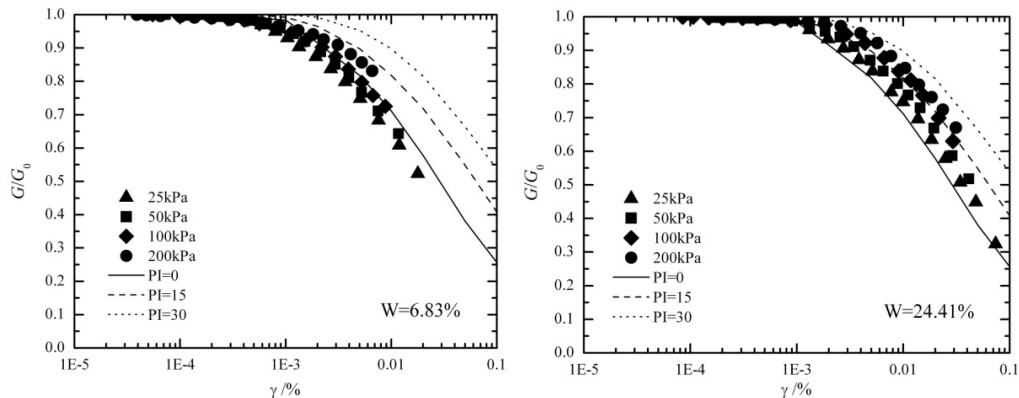 1.0
0.9
0.8
0.7
0.6
0.5
0.4
0.3
0.2
0.1
0.0
G/G0
25kPa
50kPa
100kPa
200kPa
PI=0
PI=15
PI=30
W=6.83%
1E-5 1E-4 1E-3 0.01 0.1
γ /%
1.0
0.9
0.8
0.7
0.6
0.5
0.4
0.3
0.2
0.1
0.0
G/G0
25kPa
50kPa
100kPa
200kPa
PI=0
PI=15
PI=30
W=24.41%
1E-5 1E-4 1E-3 0.01 0.1
γ /%